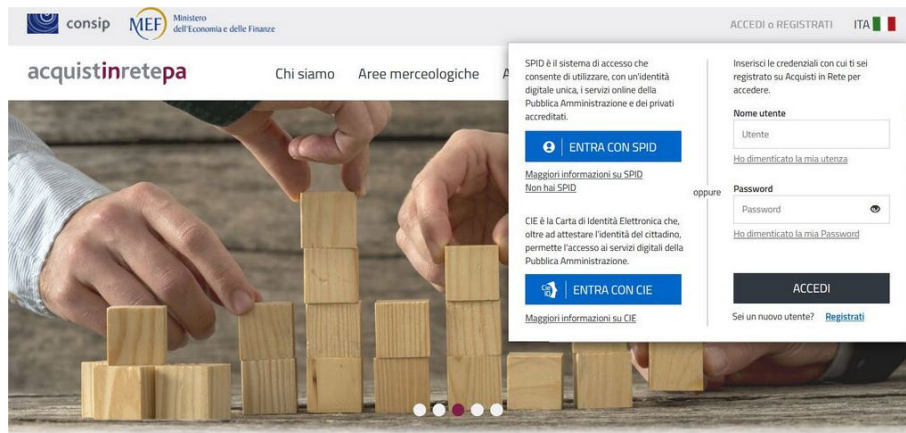 consip
MEF
Ministero
dell'Economia e delle Finanze
ACCEDI o REGISTRATI
ITA
acquistinretepa
Chi siamo
Aree merceologiche
A
SPID è il sistema di accesso che
consente di utilizzare, con un'identità
digitale unica, i servizi online della
Pubblica Amministrazione e dei privati
accreditati.
ENTRA CON SPID
Maggiori informazioni su SPID
Non hai SPID
CIE è la Carta di Identità Elettronica che,
oltre ad attestare l'identità del cittadino,
permette l'accesso ai servizi digitali della
Pubblica Amministrazione.
ENTRA CON CIE
Maggiori informazioni su CIE
oppure
Inserisci le credenziali con cui ti sei
registrato su Acquisti in Rete per
accedere.
Nome utente
Utente
Ho dimenticato la mia utenza
Password
Password
Ho dimenticato la mia Password
ACCEDI
Sei un nuovo utente? Registrati